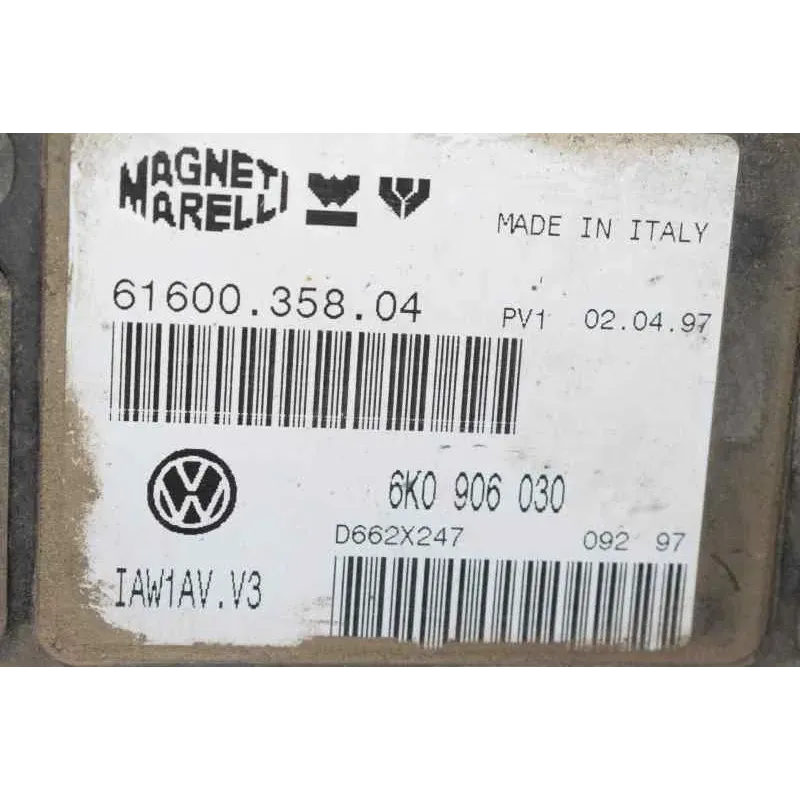 MAGNETI
MARELLI
MADE IN ITALY
61600.358.04
PV1 02.04.97
6K0 906 030
D662X247 092 97
IAW1AV.V3